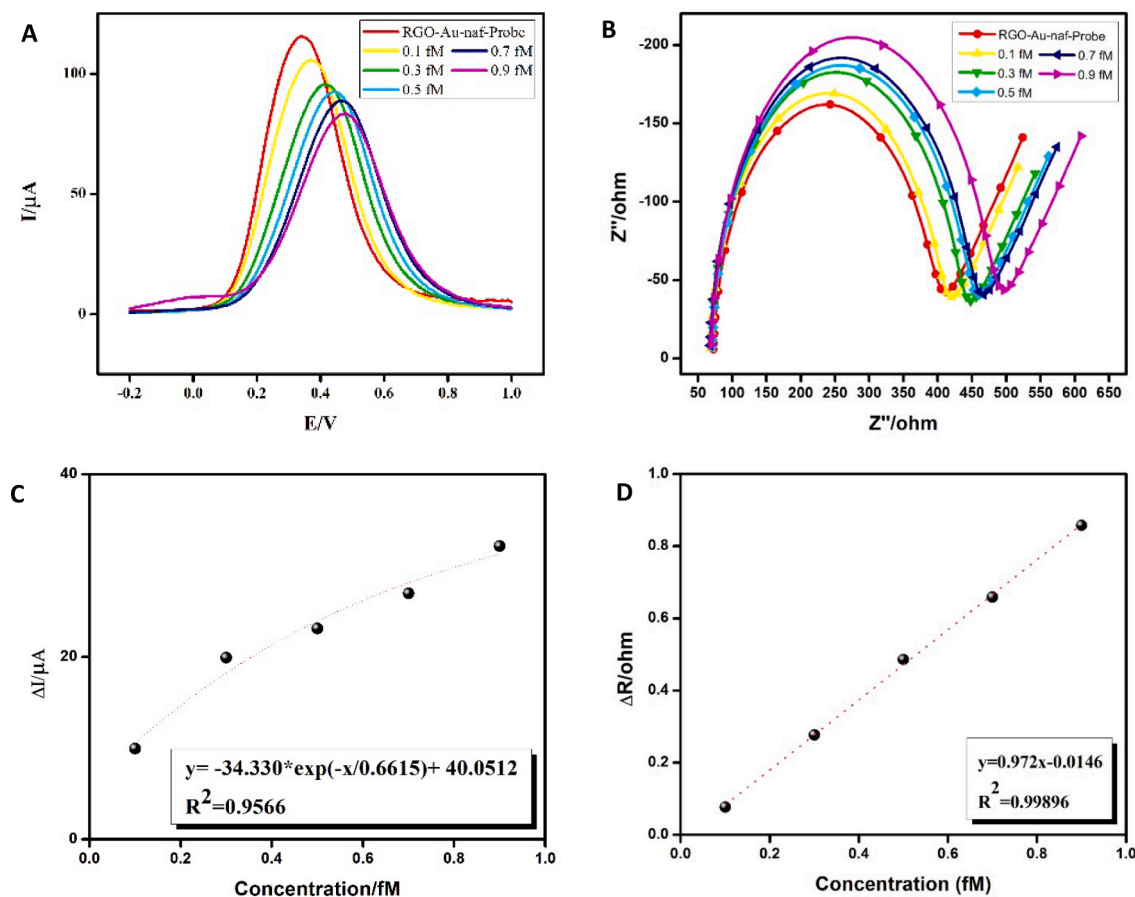 A
RGO-Au-naf-Probe
0.1 fM 0.7 fM
0.3 fM 0.9 fM
0.5 fM
100
50
0
I/µA
-0.2 0.0 0.2 0.4 0.6 0.8 1.0
E/V
B
RGO-Au-naf-Probe
0.1 fM 0.7 fM
0.3 fM 0.9 fM
0.5 fM
-200
-150
-100
-50
0
Z"/ohm
50 100 150 200 250 300 350 400 450 500 550 600 650
Z"/ohm
C
40
20
0
ΔI/µA
y= -34.330*exp(-x/0.6615)+ 40.0512
R²=0.9566
0.0 0.2 0.4 0.6 0.8 1.0
Concentration/fM
D
1.0
0.8
0.6
0.4
0.2
0.0
ΔR/ohm
y=0.972x-0.0146
R²=0.99896
0.0 0.2 0.4 0.6 0.8 1.0
Concentration (fM)